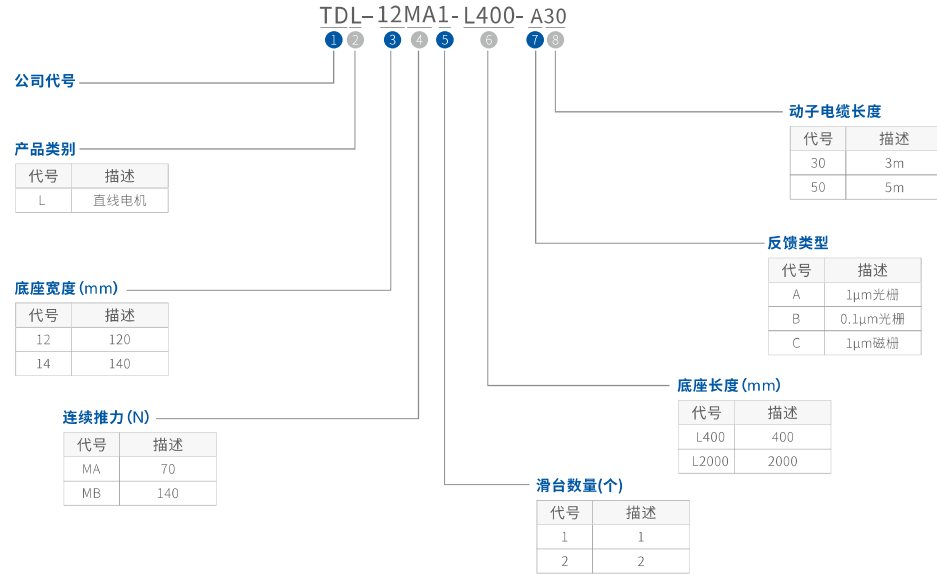 TDL-12MA1-L400-A30
1 2 3 4 5 6 7 8
公司代号
动子电缆长度
代号 描述
30 3m
50 5m
产品类别
代号 描述
L 直线电机
反馈类型
代号 描述
A 1μm光栅
B 0.1μm光栅
C 1μm磁栅
底座宽度(mm)
代号 描述
12 120
14 140
底座长度(mm)
代号 描述
L400 400
L2000 2000
连续推力(N)
代号 描述
MA 70
MB 140
滑台数量(个)
代号 描述
1 1
2 2